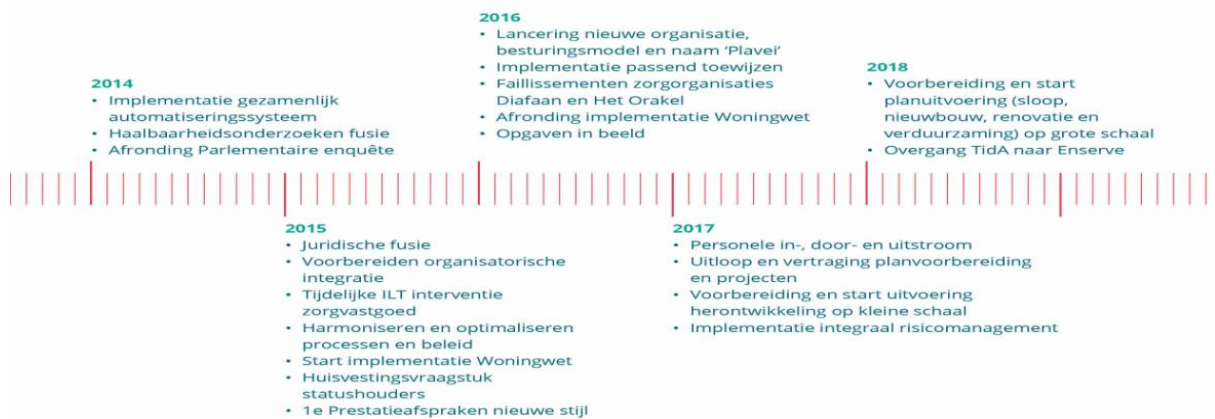 2014
• Implementatie gezamenlijk
automatiseringssysteem
• Haalbaarheidsonderzoeken fusie
• Afronding Parlementaire enquête
2015
• Juridische fusie
• Voorbereiden organisatorische
integratie
• Tijdelijke ILT interventie
zorgvastgoed
• Harmoniseren en optimaliseren
processen en beleid
• Start implementatie Woningwet
• Huisvestingsvraagstuk
statushouders
• 1e Prestatieafspraken nieuwe stijl
2016
• Lancering nieuwe organisatie,
besturingsmodel en naam ‘Plavei’
• Implementatie passend toewijzen
• Faillissementen zorgorganisaties
Diafaan en Het Orakel
• Afronding implementatie Woningwet
• Opgaven in beeld
2017
• Personele in-, door- en uitstroom
• Uitloop en vertraging planvoorbereiding
en projecten
• Voorbereiding en start uitvoering
herontwikkeling op kleine schaal
• Implementatie integraal risicomanagement
2018
• Voorbereiding en start
planuitvoering (sloop,
nieuwbouw, renovatie en
verduurzaming) op grote schaal
• Overgang TidA naar Enserve